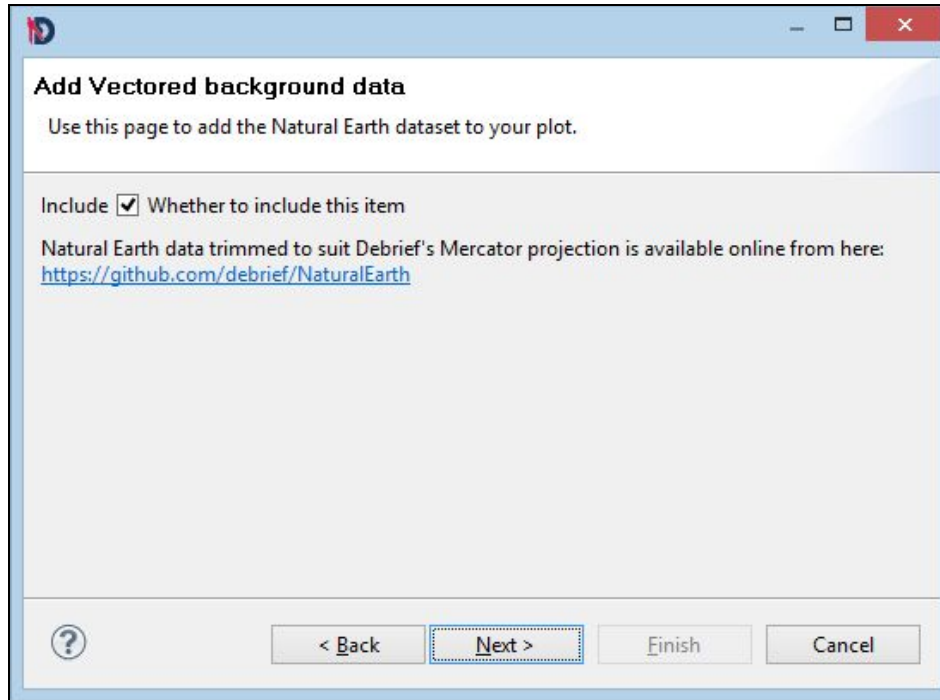 Add Vectored background data
Use this page to add the Natural Earth dataset to your plot.
Include Whether to include this item
Natural Earth data trimmed to suit Debrief's Mercator projection is available online from here:
https://github.com/debrief/NaturalEarth
? < Back Next > Finish Cancel